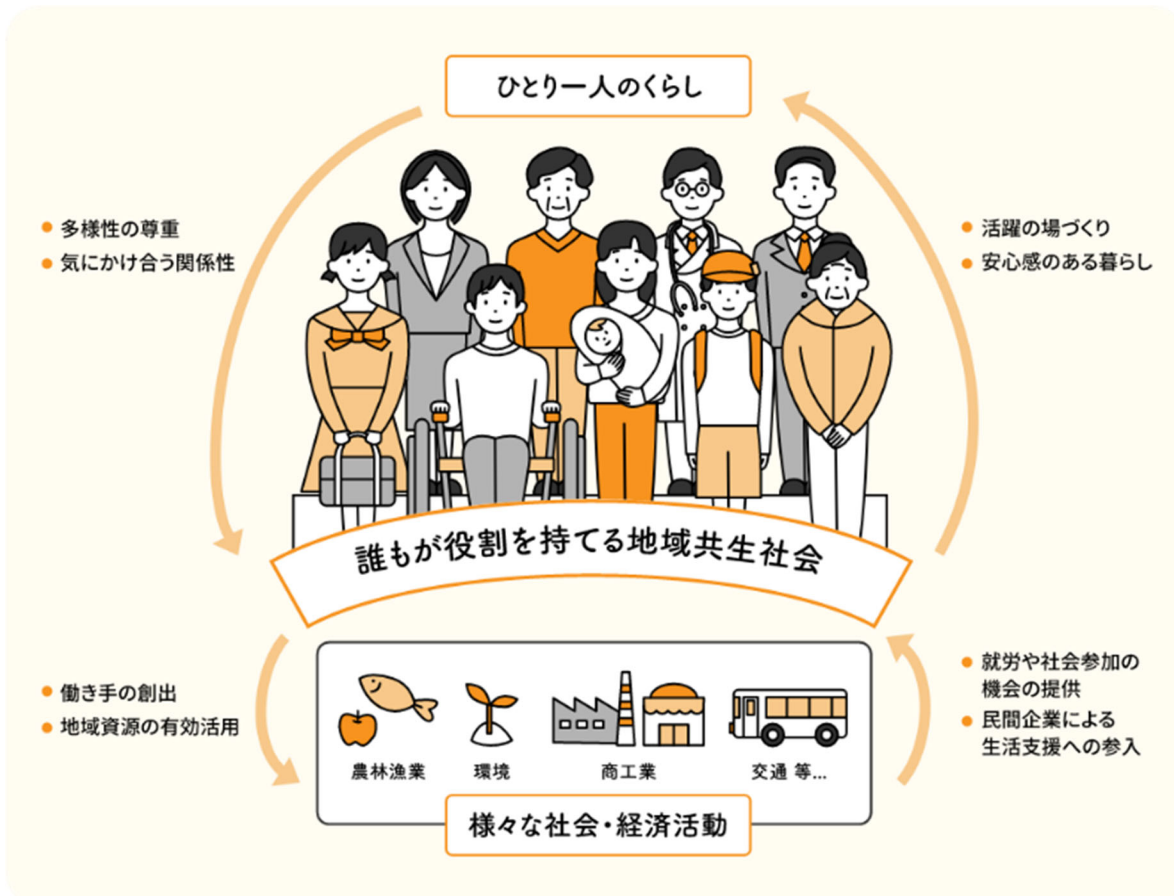 ひとり一人のくらし
多様性の尊重
気にかけ合う関係性
活躍の場づくり
安心感のある暮らし
誰もが役割を持てる地域共生社会
働き手の創出
地域資源の有効活用
就労や社会参加の
機会の提供
民間企業による
生活支援への参入
農林漁業
環境
商工業
交通 等...
様々な社会・経済活動